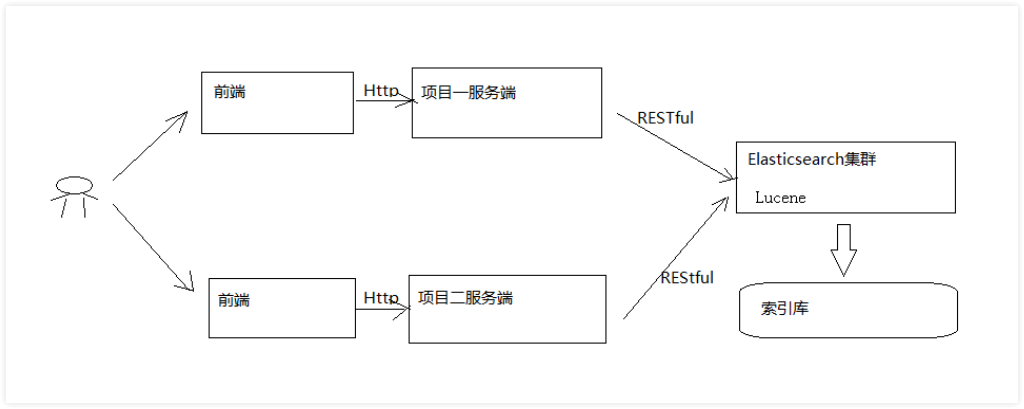 前端
Http
项目一服务端
RESTful
Elasticsearch集群
Lucene
前端
Http
项目二服务端
REStful
索引库